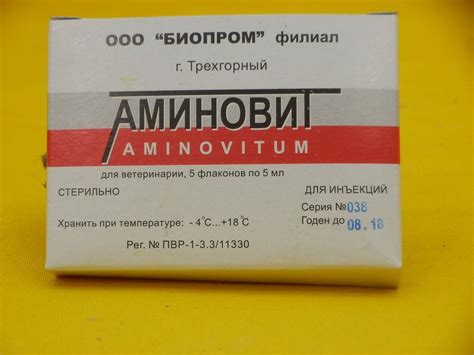 ООО "БИОПРОМ" филиал
г. Трехгорный
АМИНОВИТ
AMINOVITUM
для ветеринарии, 5 флаконов по 5 мл
СТЕРИЛЬНО ДЛЯ ИНЪЕКЦИЙ
Серия №038
Хранить при температуре: - 4°С...+18°С Годен до 08.18
Рег. № ПВР-1-3.3/11330